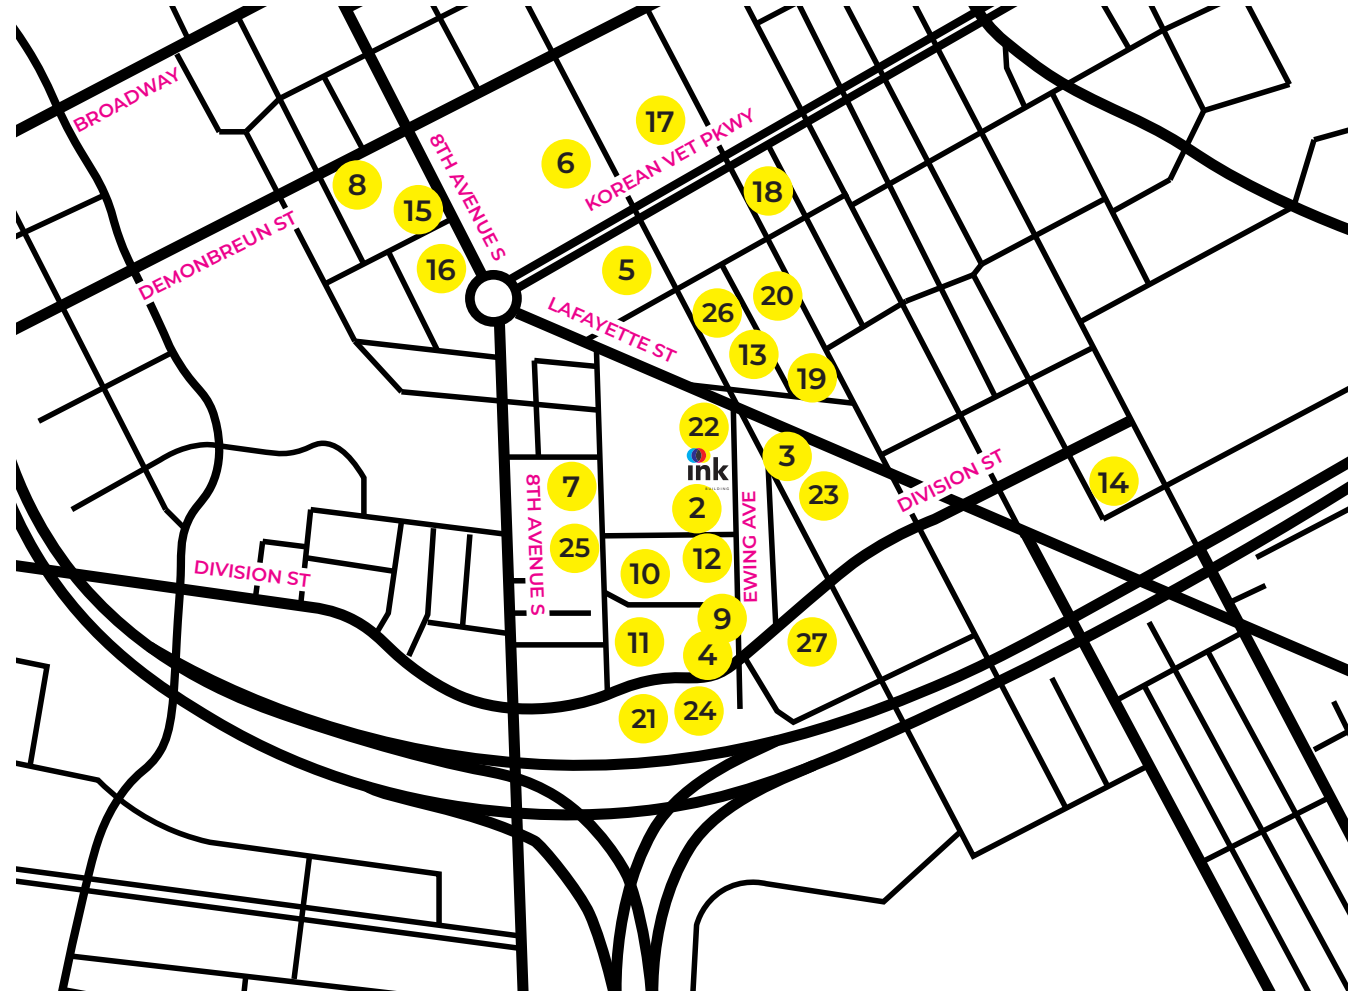 BROADWAY
8TH AVENUE S
17
KOREAN VET PKWY
6
8
18
15
DEMONBREUN ST
16
5
20
26
LAFAYETTE ST
13
19
22
3
ink
BUILDING
14
DIVISION ST
7
8TH AVENUE S
23
2
EWING AVE
25
12
10
DIVISION ST
9
11
27
4
24
21